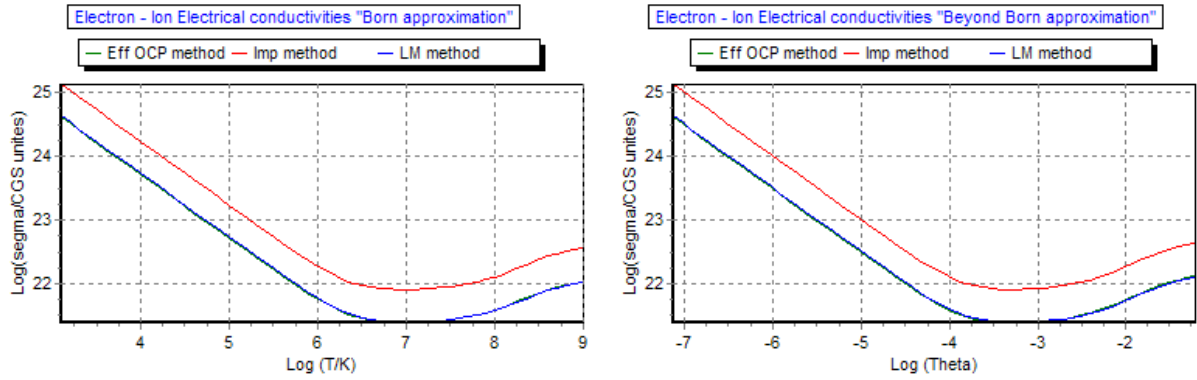 Electron - Ion Electrical conductivities "Born approximation"
Eff OCP method Imp method LM method
25
24
23
22
Log(segma/CGS unites)
4 5 6 7 8 9
Log (T/K)
Electron - Ion Electrical conductivities "Beyond Born approximation"
Eff OCP method Imp method LM method
25
24
23
22
Log(segma/CGS unites)
-7 -6 -5 -4 -3 -2
Log (Theta)